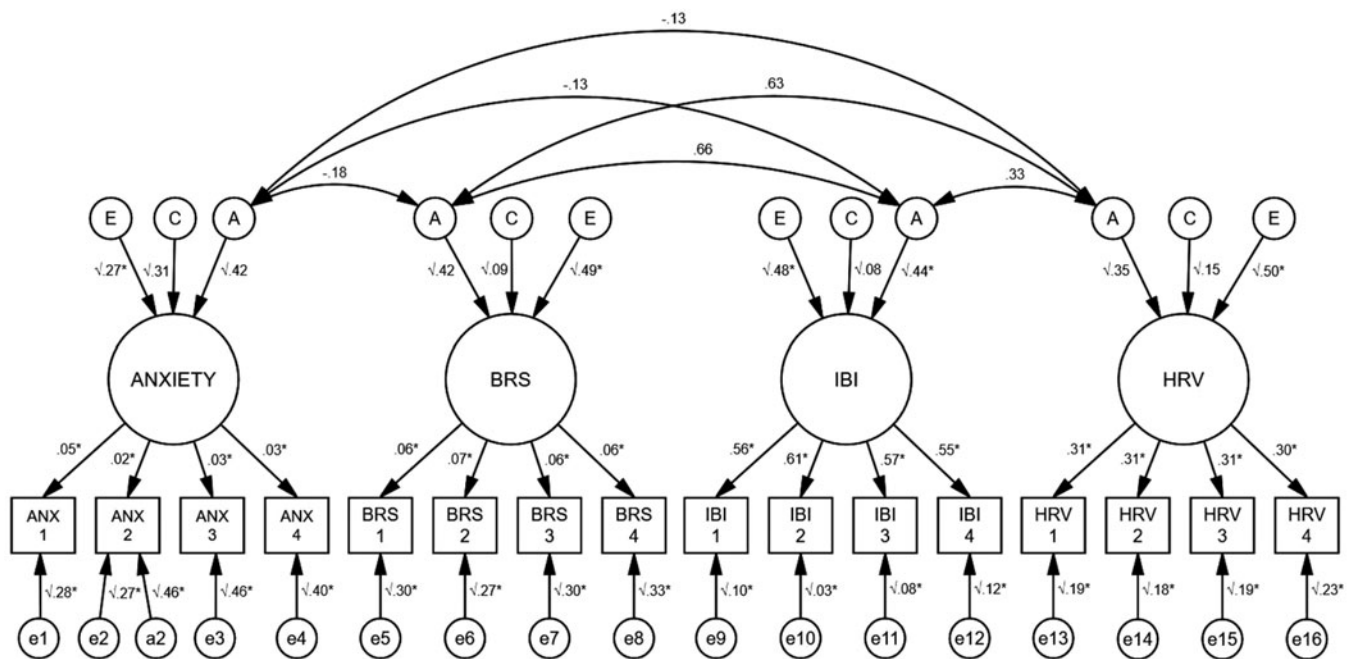 -.13
-.13
.63
.66
-.18
.33
E C A A C E E C A A C E
√.27* √.31 √.42 √.42 √.09 √.49* √.48* √.08 √.44* √.35 √.15 √.50*
ANXIETY BRS IBI HRV
.05* .02* .03* .03* .06* .07* .06* .06* .56* .61* .57* .55* .31* .31* .31* .30*
ANX ANX ANX ANX BRS BRS BRS BRS IBI IBI IBI IBI HRV HRV HRV HRV
1 2 3 4 1 2 3 4 1 2 3 4 1 2 3 4
√.28* √.27* √.46* √.46* √.40* √.30* √.27* √.30* √.33* √.10* √.03* √.08* √.12* √.19* √.18* √.19* √.23*
e1 e2 a2 e3 e4 e5 e6 e7 e8 e9 e10 e11 e12 e13 e14 e15 e16